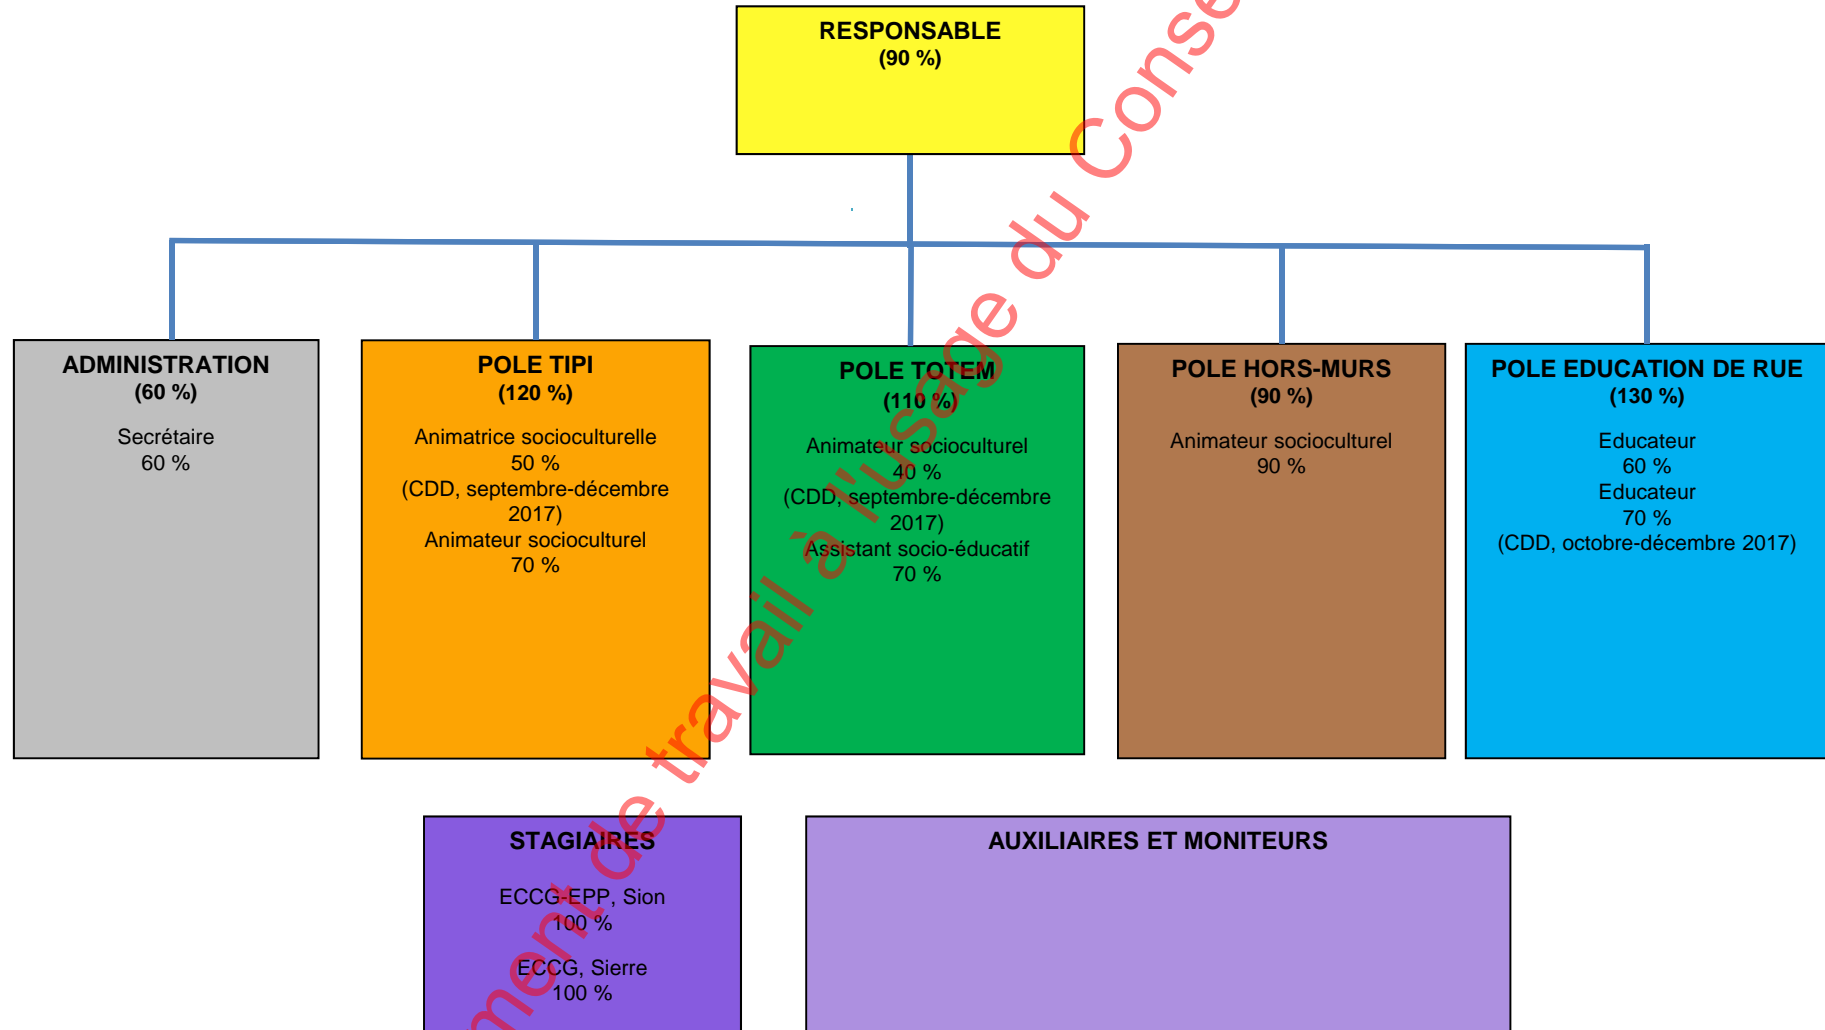 RESPONSABLE
(90 %)
ADMINISTRATION
(60 %)
Secrétaire
60 %
POLE TIPI
(120 %)
Animatrice socioculturelle
50 %
(CDD, septembre-décembre
2017)
Animateur socioculturel
70 %
POLE TOTEM
(110 %)
Animateur socioculturel
40 %
(CDD, septembre-décembre
2017)
Assistant socio-éducatif
70 %
POLE HORS-MURS
(90 %)
Animateur socioculturel
90 %
POLE EDUCATION DE RUE
(130 %)
Educateur
60 %
Educateur
70 %
(CDD, octobre-décembre 2017)
STAGIAIRES
ECCG-EPP, Sion
100 %
ECCG, Sierre
100 %
AUXILIAIRES ET MONITEURS
ment de travail à l'usage du Conse